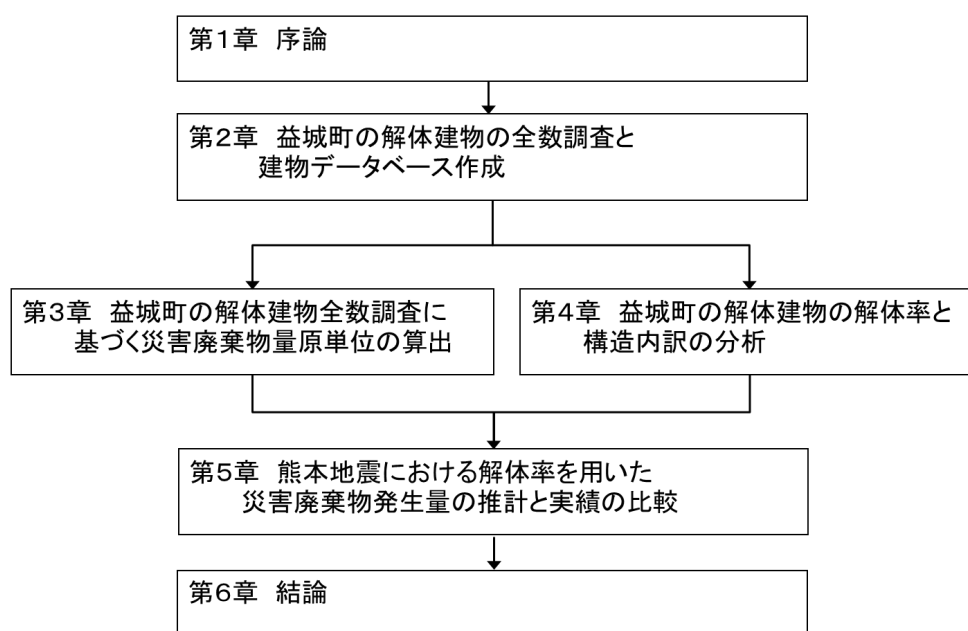 第１章 序論
第２章 益城町の解体建物の全数調査と
建物データベース作成
第３章 益城町の解体建物全数調査に
基づく災害廃棄物量原単位の算出
第４章 益城町の解体建物の解体率と
構造内訳の分析
第５章 熊本地震における解体率を用いた
災害廃棄物発生量の推計と実績の比較
第６章 結論